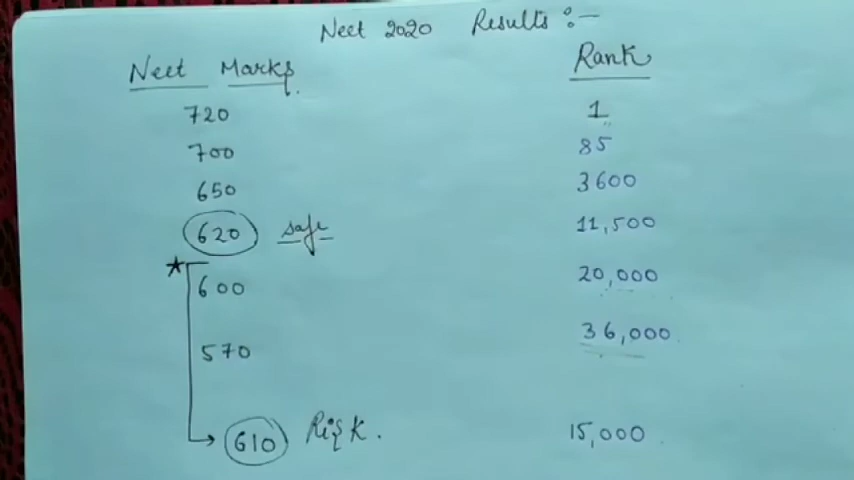 Neet 2020 Results :-
Neet Marks Rank
720 1
700 85
650 3600
620 safe 11,500
600 20,000
570 36,000
610 Risk. 15,000